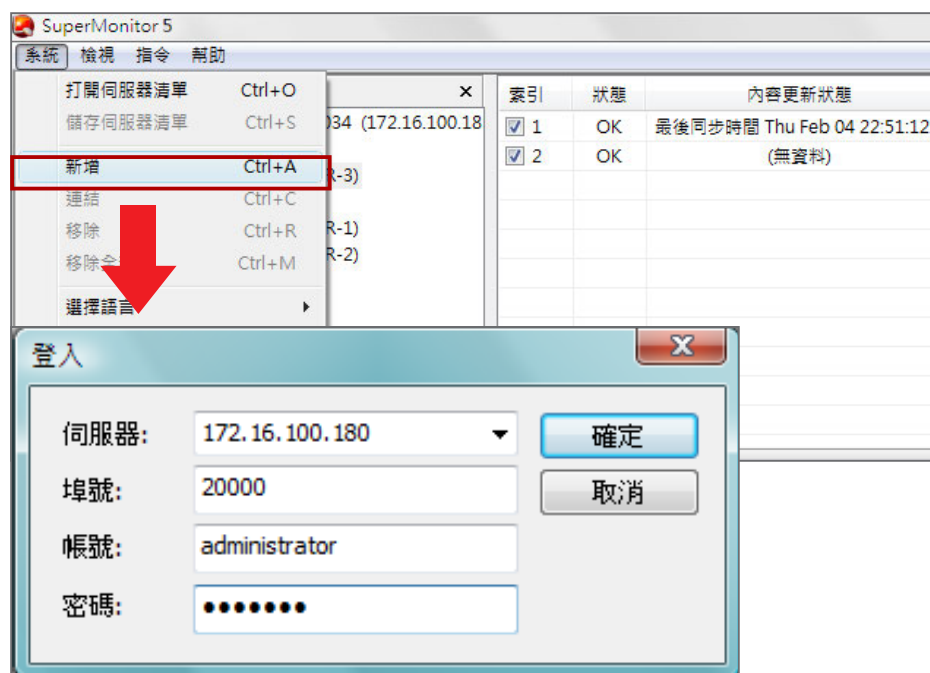 SuperMonitor 5
系統 檢視 指令 幫助
打開伺服器清單 Ctrl+O
儲存伺服器清單 Ctrl+S
新增 Ctrl+A
連結 Ctrl+C
移除 Ctrl+R
移除 Ctrl+M
選擇語言
034 (172.16.100.18
R-3)
R-1)
R-2)
索引 狀態 內容更新狀態
1 OK 最後同步時間 Thu Feb 04 22:51:12
2 OK (無資料)
登入
伺服器: 172.16.100.180 確定
埠號: 20000 取消
帳號: administrator
密碼: •••••••